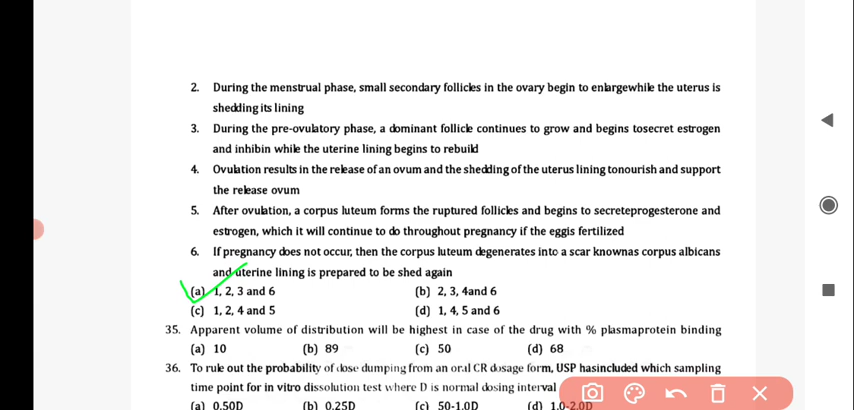 2. During the menstrual phase, small secondary follicles in the ovary begin to enlargewhile the uterus is
shedding its lining
3. During the pre-ovulatory phase, a dominant follicle continues to grow and begins tosecret estrogen
and inhibin while the uterine lining begins to rebuild
4. Ovulation results in the release of an ovum and the shedding of the uterus lining tonourish and support
the release ovum
5. After ovulation, a corpus luteum forms the ruptured follicles and begins to secreteprogesterone and
estrogen, which it will continue to do throughout pregnancy if the eggis fertilized
6. If pregnancy does not occur, then the corpus luteum degenerates into a scar knownas corpus albicans
and uterine lining is prepared to be shed again
(a) 1, 2, 3 and 6 (b) 2, 3, 4and 6
(c) 1, 2, 4 and 5 (d) 1, 4, 5 and 6
35. Apparent volume of distribution will be highest in case of the drug with % plasmaprotein binding
(a) 10 (b) 89 (c) 50 (d) 68
36. To rule out the probability of dose dumping from an oral CR dosage form, USP hasincluded which sampling
time point for in vitro dissolution test where D is normal dosing interval
(a) 0.50D (b) 0.25D (c) 50-1.0D (d) 1.0-2.0D